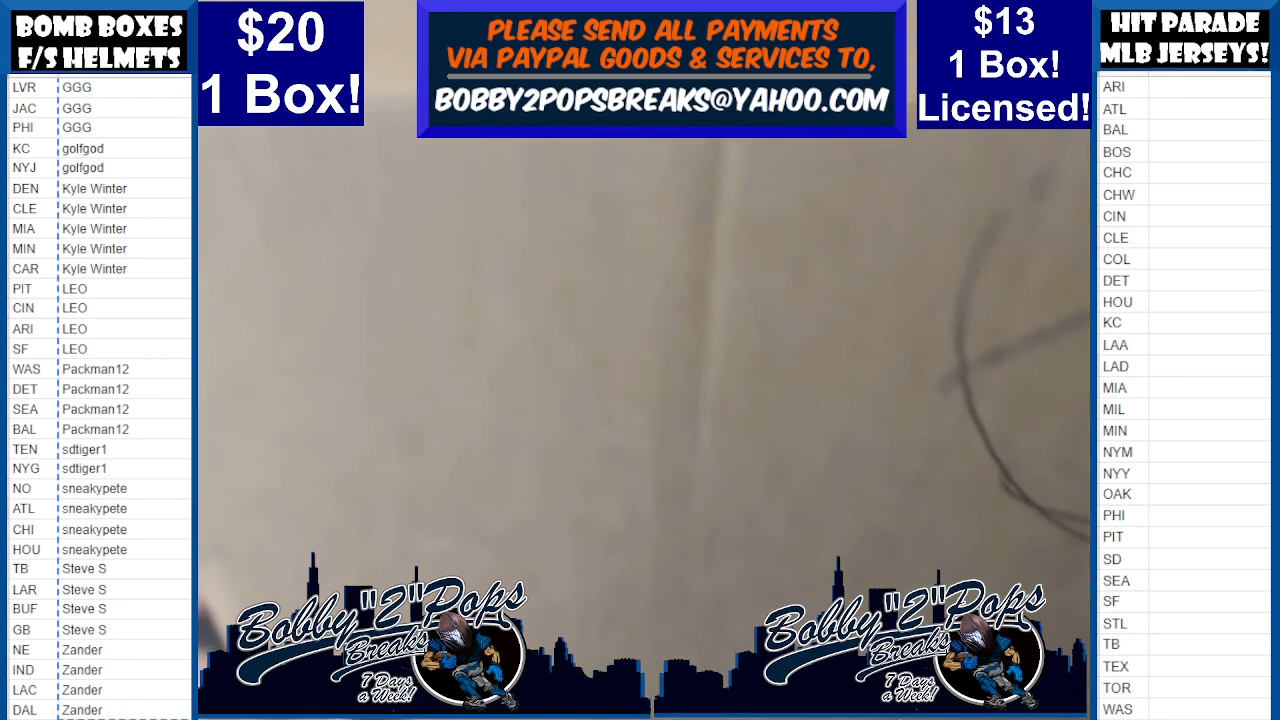 BOMB BOXES
F/S HELMETS
LVR GGG
JAC GGG
PHI GGG
KC golfgod
NYJ golfgod
DEN Kyle Winter
CLE Kyle Winter
MIA Kyle Winter
MIN Kyle Winter
CAR Kyle Winter
PIT LEO
CIN LEO
ARI LEO
SF LEO
WAS Packman12
DET Packman12
SEA Packman12
BAL Packman12
TEN sdtiger1
NYG sdtiger1
NO sneakypete
ATL sneakypete
CHI sneakypete
HOU sneakypete
TB Steve S
LAR Steve S
BUF Steve S
GB Steve S
NE Zander
IND Zander
LAC Zander
DAL Zander
$20
1 Box!
PLEASE SEND ALL PAYMENTS
VIA PAYPAL GOODS & SERVICES TO,
BOBBY2POPSBREAKS@YAHOO.COM
$13
1 Box!
Licensed!
HIT PARADE
MLB JERSEYS!
ARI
ATL
BAL
BOS
CHC
CHW
CIN
CLE
COL
DET
HOU
KC
LAA
LAD
MIA
MIL
MIN
NYM
NYY
OAK
PHI
PIT
SD
SEA
SF
STL
TB
TEX
TOR
WAS
Bobby "2" Pops
Breaks
7 Days
a Week!
Bobby "2" Pops
Breaks
7 Days
a Week!